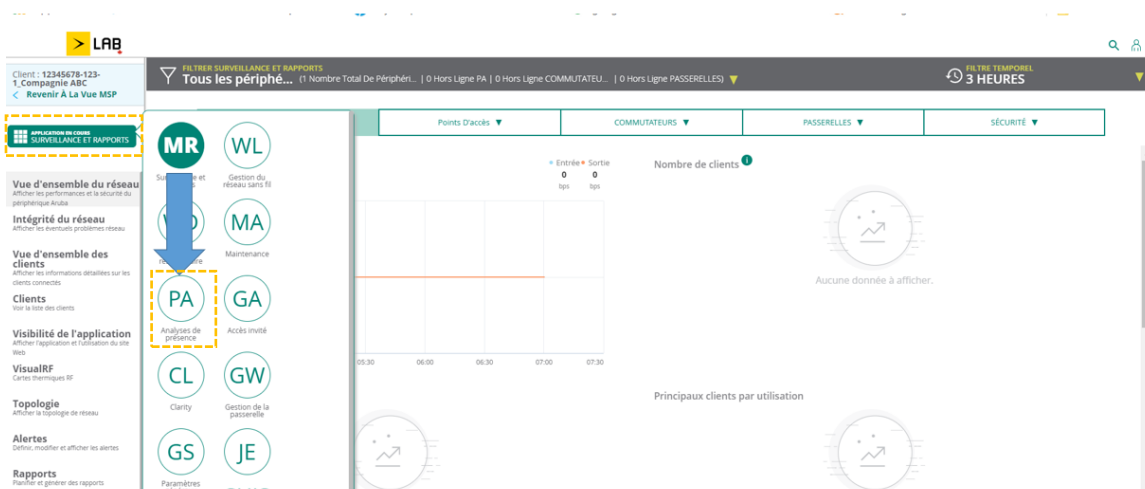 > LAB
Client : 12345678-123-
1_Compagnie ABC
< Revenir À La Vue MSP
FILTRER SURVEILLANCE ET RAPPORTS
Tous les périphé... (1 Nombre Total De Périphéri... | 0 Hors Ligne PA | 0 Hors Ligne COMMUTATEU... | 0 Hors Ligne PASSERELLES) ▼
FILTRE TEMPOREL
3 HEURES
APPLICATION EN COURS
SURVEILLANCE ET RAPPORTS
Points D'accès ▼
COMMUTATEURS ▼
PASSERELLES ▼
SÉCURITÉ ▼
Vue d'ensemble du réseau
Afficher les performances et la sécurité du
périphérique Aruba
Intégrité du réseau
Afficher les éventuels problèmes réseau
Vue d'ensemble des
clients
Afficher les informations détaillées sur les
clients connectés
Clients
Voir la liste des clients
Visibilité de l'application
Afficher l'application et l'utilisation du site
Web
VisualRF
Cartes thermiques RF
Topologie
Afficher la topologie de réseau
Alertes
Définir, modifier et afficher les alertes
Rapports
Planifier et générer des rapports
MR
WL
Gestion du
réseau sans fil
MA
Maintenance
PA
Analyses de
présence
GA
Accès invité
CL
Clarity
GW
Gestion de la
passerelle
GS
Paramètres
JE
Entrée Sortie
0 0
bps bps
05:30 06:00 06:30 07:00 07:30
Nombre de clients
Aucune donnée à afficher.
Principaux clients par utilisation